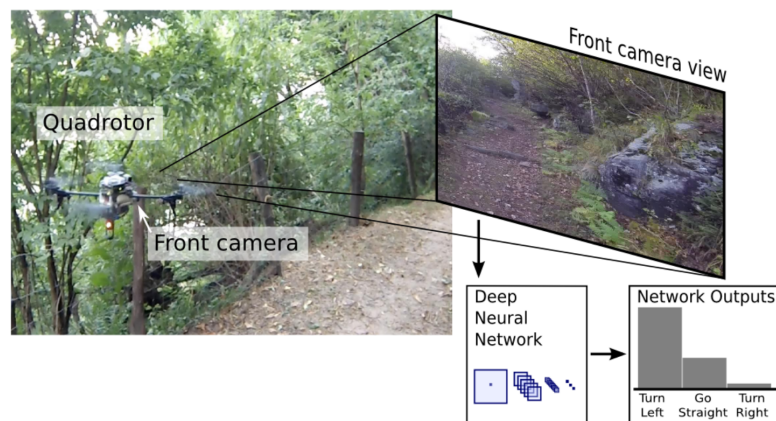 Quadrotor
Front camera
Front camera view
Deep
Neural
Network
Network Outputs
Turn Left
Go Straight
Turn Right